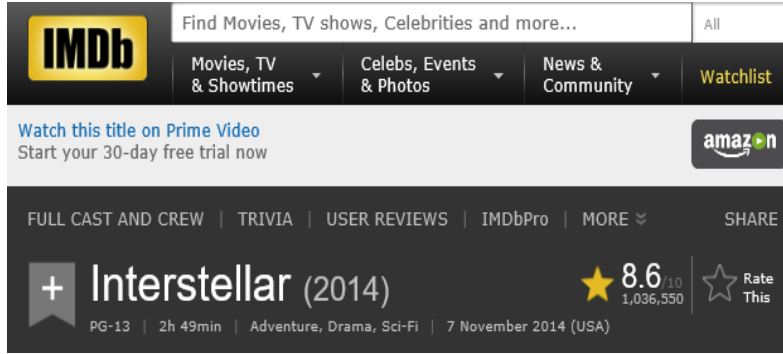 IMDb
Find Movies, TV shows, Celebrities and more...
All
Movies, TV
& Showtimes
Celebs, Events
& Photos
News &
Community
Watchlist
Watch this title on Prime Video
Start your 30-day free trial now
amazon
FULL CAST AND CREW | TRIVIA | USER REVIEWS | IMDbPro | MORE SHARE
+ Interstellar (2014)
8.6/10
1,036,550
Rate
This
PG-13 | 2h 49min | Adventure, Drama, Sci-Fi | 7 November 2014 (USA)